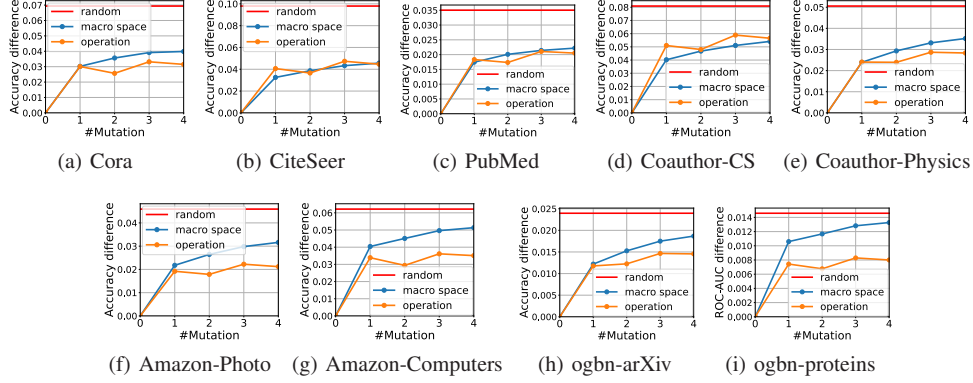 Accuracy difference
0.07
0.06
0.05
0.04
0.03
0.02
0.01
0.00
random
macro space
operation
0 1 2 3 4
#Mutation
(a) Cora
Accuracy difference
0.10
0.08
0.06
0.04
0.02
0.00
random
macro space
operation
0 1 2 3 4
#Mutation
(b) CiteSeer
Accuracy difference
0.035
0.030
0.025
0.020
0.015
0.010
0.005
0.000
random
macro space
operation
0 1 2 3 4
#Mutation
(c) PubMed
Accuracy difference
0.08
0.07
0.06
0.05
0.04
0.03
0.02
0.01
0.00
random
macro space
operation
0 1 2 3 4
#Mutation
(d) Coauthor-CS
Accuracy difference
0.05
0.04
0.03
0.02
0.01
0.00
random
macro space
operation
0 1 2 3 4
#Mutation
(e) Coauthor-Physics
Accuracy difference
0.04
0.03
0.02
0.01
0.00
random
macro space
operation
0 1 2 3 4
#Mutation
(f) Amazon-Photo
Accuracy difference
0.06
0.05
0.04
0.03
0.02
0.01
0.00
random
macro space
operation
0 1 2 3 4
#Mutation
(g) Amazon-Computers
Accuracy difference
0.025
0.020
0.015
0.010
0.005
0.000
random
macro space
operation
0 1 2 3 4
#Mutation
(h) ogbn-arXiv
ROC-AUC difference
0.014
0.012
0.010
0.008
0.006
0.004
0.002
0.000
random
macro space
operation
0 1 2 3 4
#Mutation
(i) ogbn-proteins